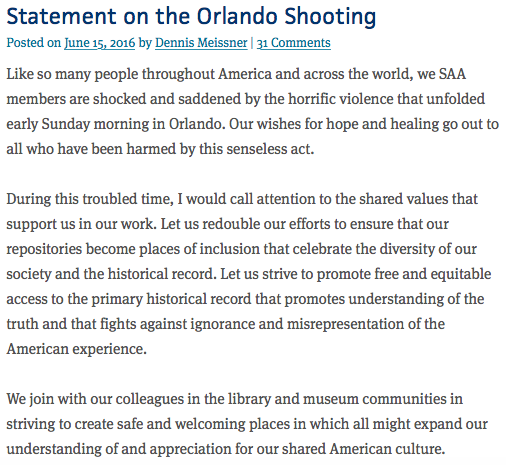 Statement on the Orlando Shooting
Posted on June 15, 2016 by Dennis Meissner | 31 Comments
Like so many people throughout America and across the world, we SAA
members are shocked and saddened by the horrific violence that unfolded
early Sunday morning in Orlando. Our wishes for hope and healing go out to
all who have been harmed by this senseless act.
During this troubled time, I would call attention to the shared values that
support us in our work. Let us redouble our efforts to ensure that our
repositories become places of inclusion that celebrate the diversity of our
society and the historical record. Let us strive to promote free and equitable
access to the primary historical record that promotes understanding of the
truth and that fights against ignorance and misrepresentation of the
American experience.
We join with our colleagues in the library and museum communities in
striving to create safe and welcoming places in which all might expand our
understanding of and appreciation for our shared American culture.